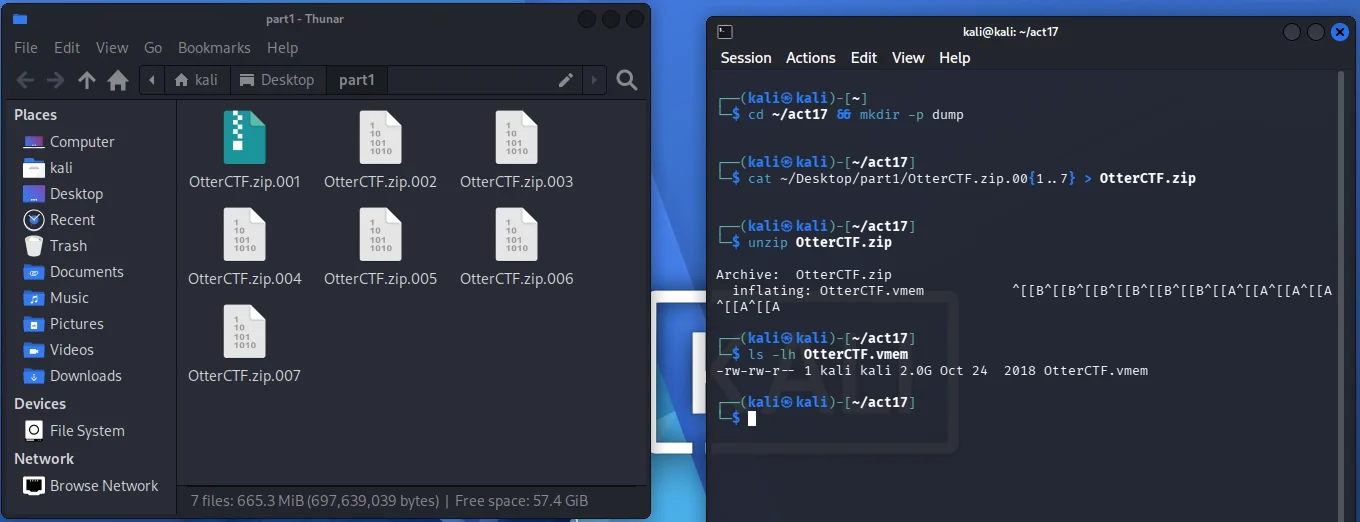 part1 - Thunar
File Edit View Go Bookmarks Help
kali Desktop part1
Places
Computer
kali
Desktop
Recent
Trash
Documents
Music
Pictures
Videos
Downloads
Devices
File System
Network
Browse Network
OtterCTF.zip.001 OtterCTF.zip.002 OtterCTF.zip.003
OtterCTF.zip.004 OtterCTF.zip.005 OtterCTF.zip.006
OtterCTF.zip.007
7 files: 665.3 MiB (697,639,039 bytes) | Free space: 57.4 GiB
kali@kali: ~/act17
Session Actions Edit View Help
┌──(kali㉿kali)-[~]
└─$ cd ~/act17 && mkdir -p dump
┌──(kali㉿kali)-[~/act17]
└─$ cat ~/Desktop/part1/OtterCTF.zip.00{1..7} > OtterCTF.zip
┌──(kali㉿kali)-[~/act17]
└─$ unzip OtterCTF.zip
Archive:  OtterCTF.zip
  inflating: OtterCTF.vmem           ^[[B^[[B^[[B^[[B^[[B^[[B^[[A^[[A^[[A^[[A
^[[A^[[A
┌──(kali㉿kali)-[~/act17]
└─$ ls -lh OtterCTF.vmem
-rw-rw-r-- 1 kali kali 2.0G Oct 24  2018 OtterCTF.vmem
┌──(kali㉿kali)-[~/act17]
└─$
KALI